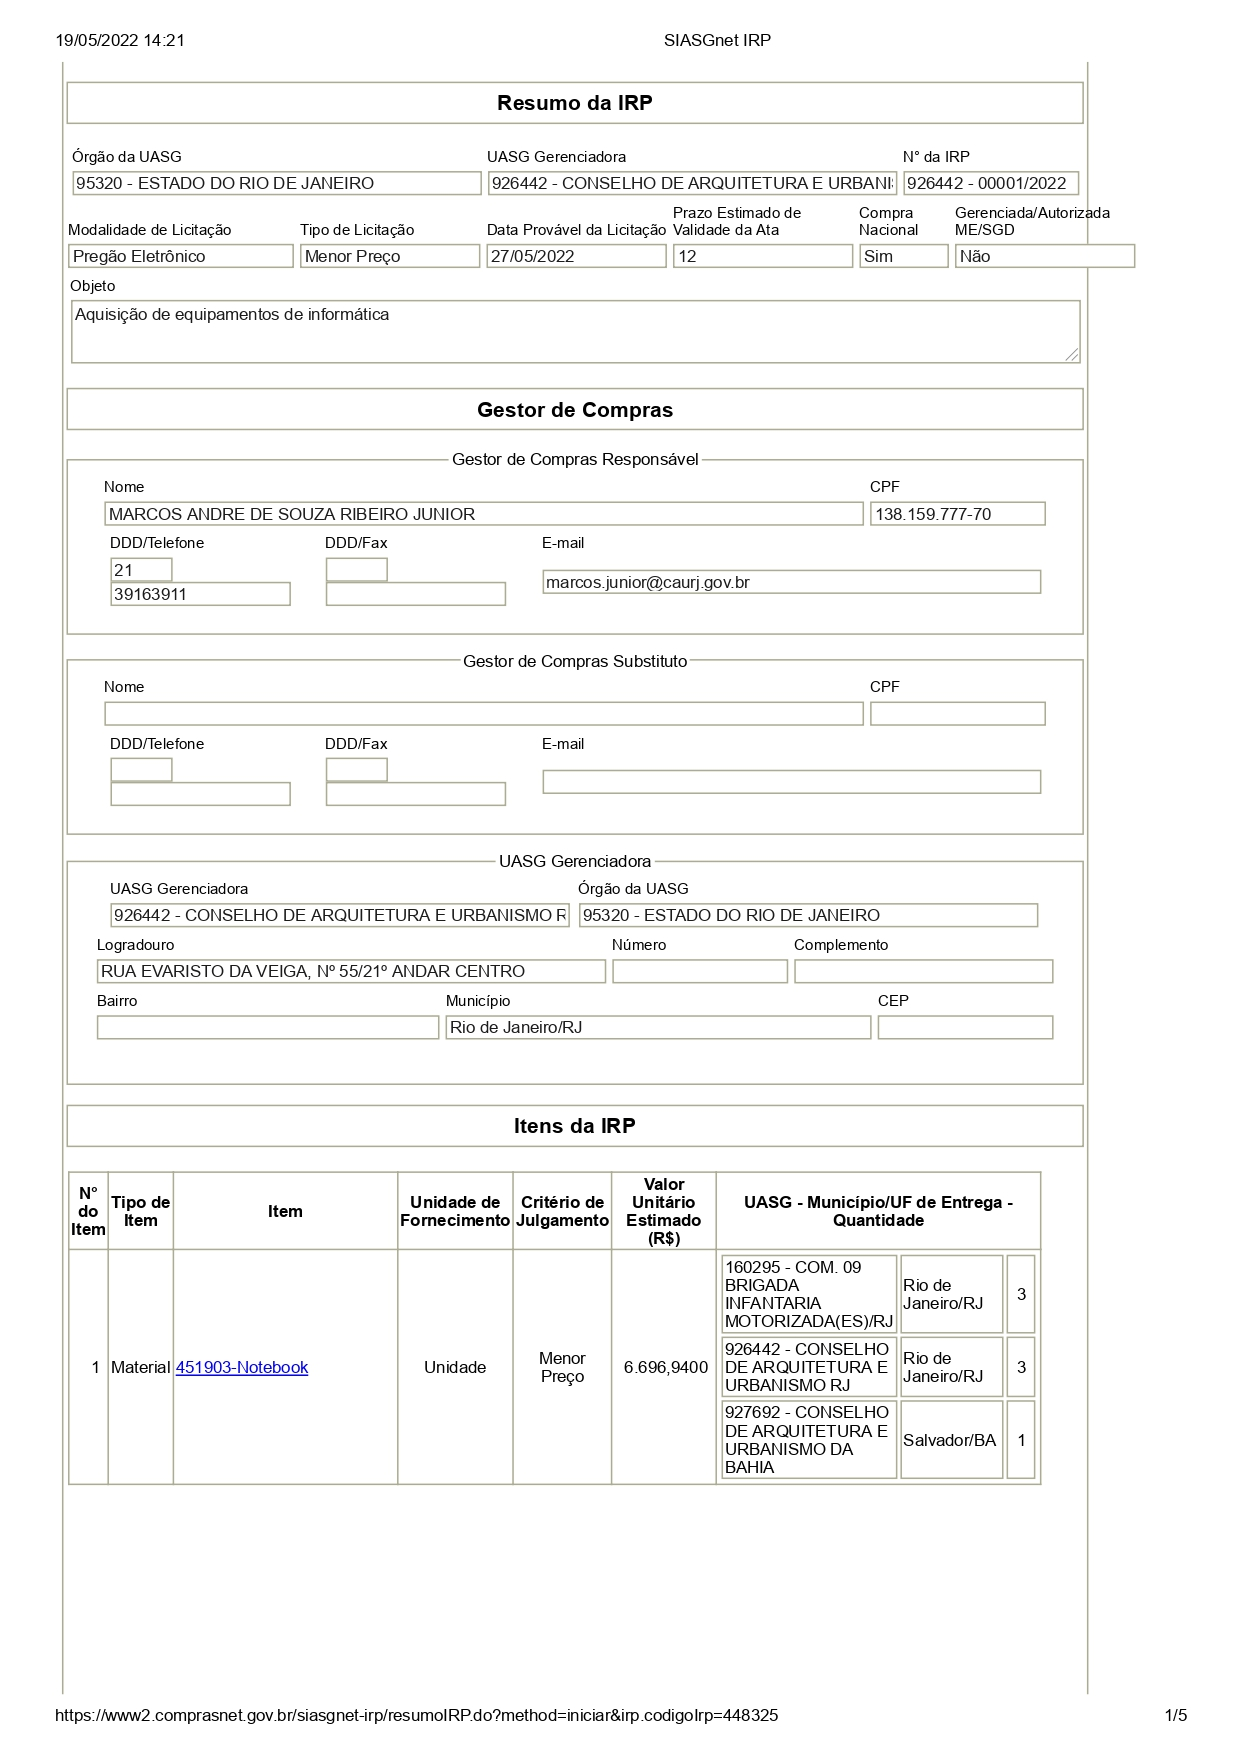 19/05/2022 14:21 SIASGnet IRP
Resumo da IRP
Órgão da UASG UASG Gerenciadora N° da IRP
95320 - ESTADO DO RIO DE JANEIRO 926442 - CONSELHO DE ARQUITETURA E URBANI 926442 - 00001/2022
Prazo Estimado de Compra Gerenciada/Autorizada
Modalidade de Licitação Tipo de Licitação Data Provável da Licitação Validade da Ata Nacional ME/SGD
Pregão Eletrônico Menor Preço 27/05/2022 12 Sim Não
Objeto
Aquisição de equipamentos de informática
Gestor de Compras
Gestor de Compras Responsável
Nome CPF
MARCOS ANDRE DE SOUZA RIBEIRO JUNIOR 138.159.777-70
DDD/Telefone DDD/Fax E-mail
21
marcos.junior@caurj.gov.br
39163911
Gestor de Compras Substituto
Nome CPF
DDD/Telefone DDD/Fax E-mail
UASG Gerenciadora
UASG Gerenciadora Órgão da UASG
926442 - CONSELHO DE ARQUITETURA E URBANISMO R 95320 - ESTADO DO RIO DE JANEIRO
Logradouro Número Complemento
RUA EVARISTO DA VEIGA, Nº 55/21º ANDAR CENTRO
Bairro Município CEP
Rio de Janeiro/RJ
Itens da IRP
N°
do
Item
Tipo de
Item
Item
Unidade de
Fornecimento
Critério de
Julgamento
Valor
Unitário
Estimado
(R$)
UASG - Município/UF de Entrega -
Quantidade
1 Material 451903-Notebook Unidade
Menor
Preço
6.696,9400
160295 - COM. 09
BRIGADA
INFANTARIA
MOTORIZADA(ES)/RJ
Rio de
Janeiro/RJ
3
926442 - CONSELHO
DE ARQUITETURA E
URBANISMO RJ
Rio de
Janeiro/RJ
3
927692 - CONSELHO
DE ARQUITETURA E
URBANISMO DA
BAHIA
Salvador/BA
1
https://www2.comprasnet.gov.br/siasgnet-irp/resumoIRP.do?method=iniciar&irp.codigoIrp=448325 1/5